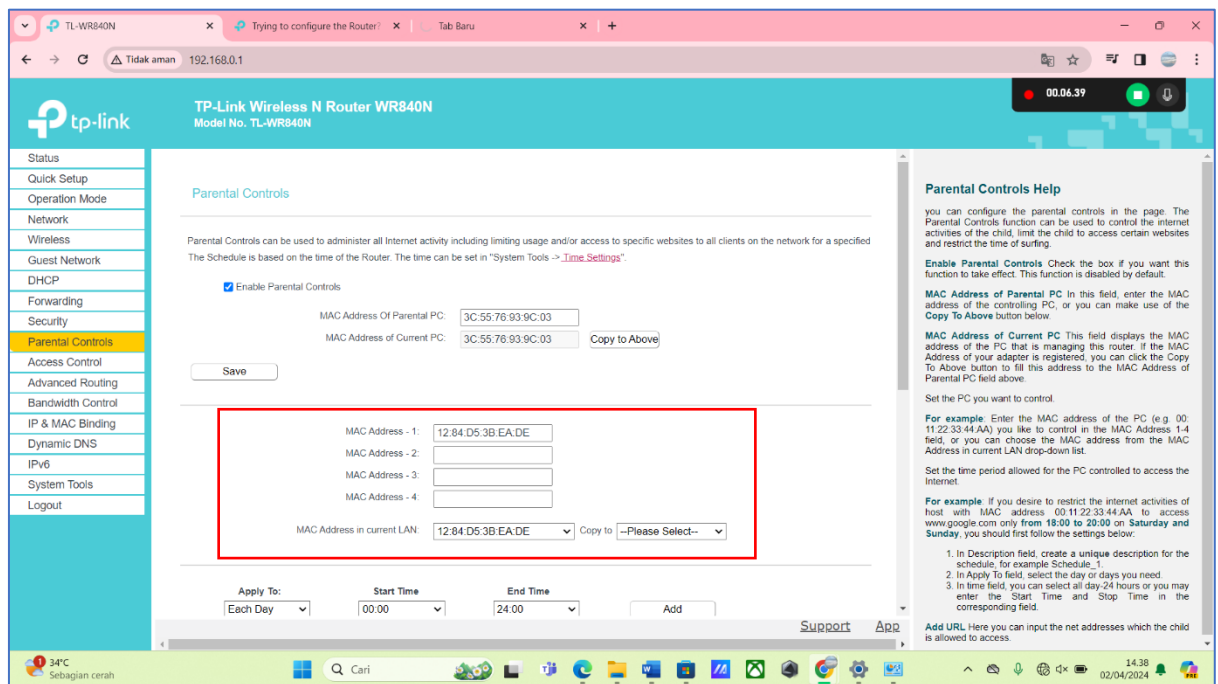 TL-WR840N
Trying to configure the Router?
Tab Baru
Tidak aman
192.168.0.1
tp-link
TP-Link Wireless N Router WR840N
Model No. TL-WR840N
00.06.39
Status
Quick Setup
Operation Mode
Network
Wireless
Guest Network
DHCP
Forwarding
Security
Parental Controls
Access Control
Advanced Routing
Bandwidth Control
IP & MAC Binding
Dynamic DNS
IPv6
System Tools
Logout
Parental Controls
Parental Controls can be used to administer all Internet activity including limiting usage and/or access to specific websites to all clients on the network for a specified
The Schedule is based on the time of the Router. The time can be set in "System Tools -> Time Settings".
Enable Parental Controls
MAC Address Of Parental PC: 3C:55:76:93:9C:03
MAC Address of Current PC: 3C:55:76:93:9C:03 Copy to Above
Save
MAC Address - 1: 12:84:D5:3B:EA:DE
MAC Address - 2:
MAC Address - 3:
MAC Address - 4:
MAC Address in current LAN: 12:84:D5:3B:EA:DE Copy to --Please Select--
Apply To: Start Time End Time
Each Day 00:00 24:00 Add
Support App
Parental Controls Help
you can configure the parental controls in the page. The
Parental Controls function can be used to control the internet
activities of the child, limit the child to access certain websites
and restrict the time of surfing.
Enable Parental Controls Check the box if you want this
function to take effect. This function is disabled by default.
MAC Address of Parental PC In this field, enter the MAC
address of the controlling PC, or you can make use of the
Copy To Above button below.
MAC Address of Current PC This field displays the MAC
address of the PC that is managing this router. If the MAC
Address of your adapter is registered, you can click the Copy
To Above button to fill this address to the MAC Address of
Parental PC field above.
Set the PC you want to control.
For example: Enter the MAC address of the PC (e.g. 00:
11:22:33:44:AA) you like to control in the MAC Address 1-4
field, or you can choose the MAC address from the MAC
Address in current LAN drop-down list.
Set the time period allowed for the PC controlled to access the
Internet.
For example: If you desire to restrict the internet activities of
host with MAC address 00:11:22:33:44:AA to access
www.google.com only from 18:00 to 20:00 on Saturday and
Sunday, you should first follow the settings below:
1. In Description field, create a unique description for the
schedule, for example Schedule_1.
2. In Apply To field, select the day or days you need.
3. In time field, you can select all day-24 hours or you may
enter the Start Time and Stop Time in the
corresponding field.
Add URL Here you can input the net addresses which the child
is allowed to access.
34°C
Sebagian cerah
Cari
14.38
02/04/2024